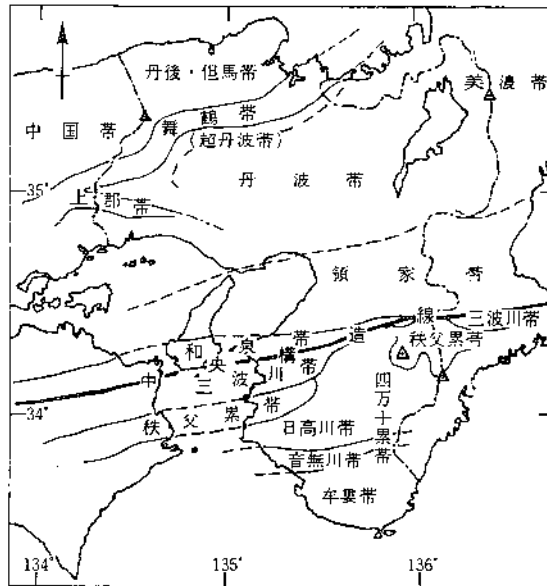 丹後・但馬帯
美濃帯
中国帯
舞鶴帯
(超丹波帯)
丹波帯
35°
上郡帯
領家帯
和泉帯
中央構造線
三波川帯
秩父累帯
三波川帯
34°
秩父累帯
四万十累帯
日高川帯
音無川帯
牟婁帯
134°
135°
136°